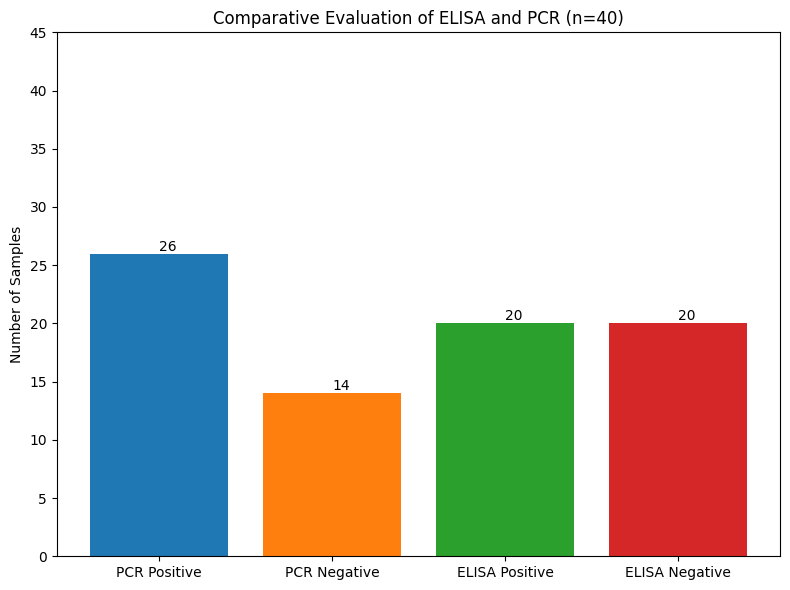 Comparative Evaluation of ELISA and PCR (n=40)
45
40
35
30
25
20
15
10
5
0
Number of Samples
26
14
20
20
PCR Positive
PCR Negative
ELISA Positive
ELISA Negative